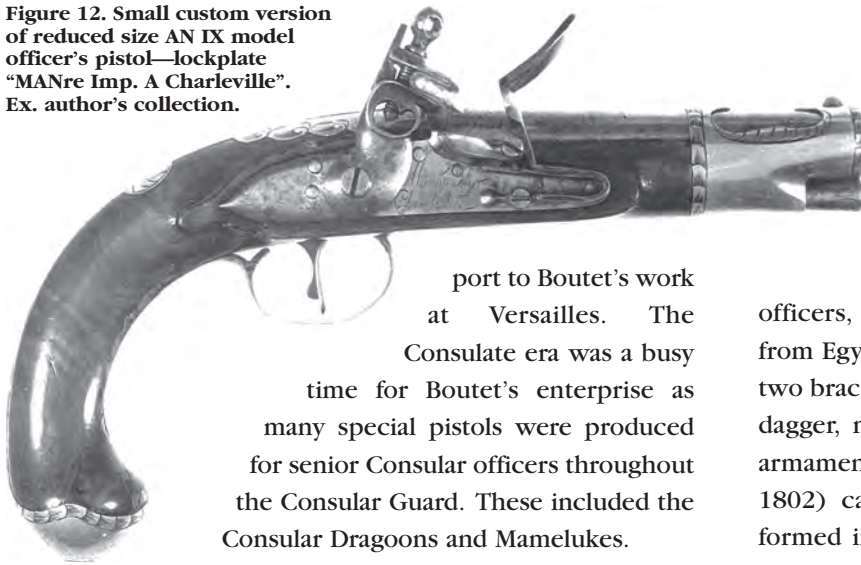 Figure 12. Small custom version
of reduced size AN IX model
officer's pistol—lockplate
“MANre Imp. A Charleville”.
Ex. author's collection.
port to Boutet's work
at Versailles. The
Consulate era was a busy
time for Boutet's enterprise as
many special pistols were produced
for senior Consular officers throughout
the Consular Guard. These included the
Consular Dragoons and Mamelukes.
officers,
from Egy
two brac
dagger, 
armamen
1802) ca
formed i